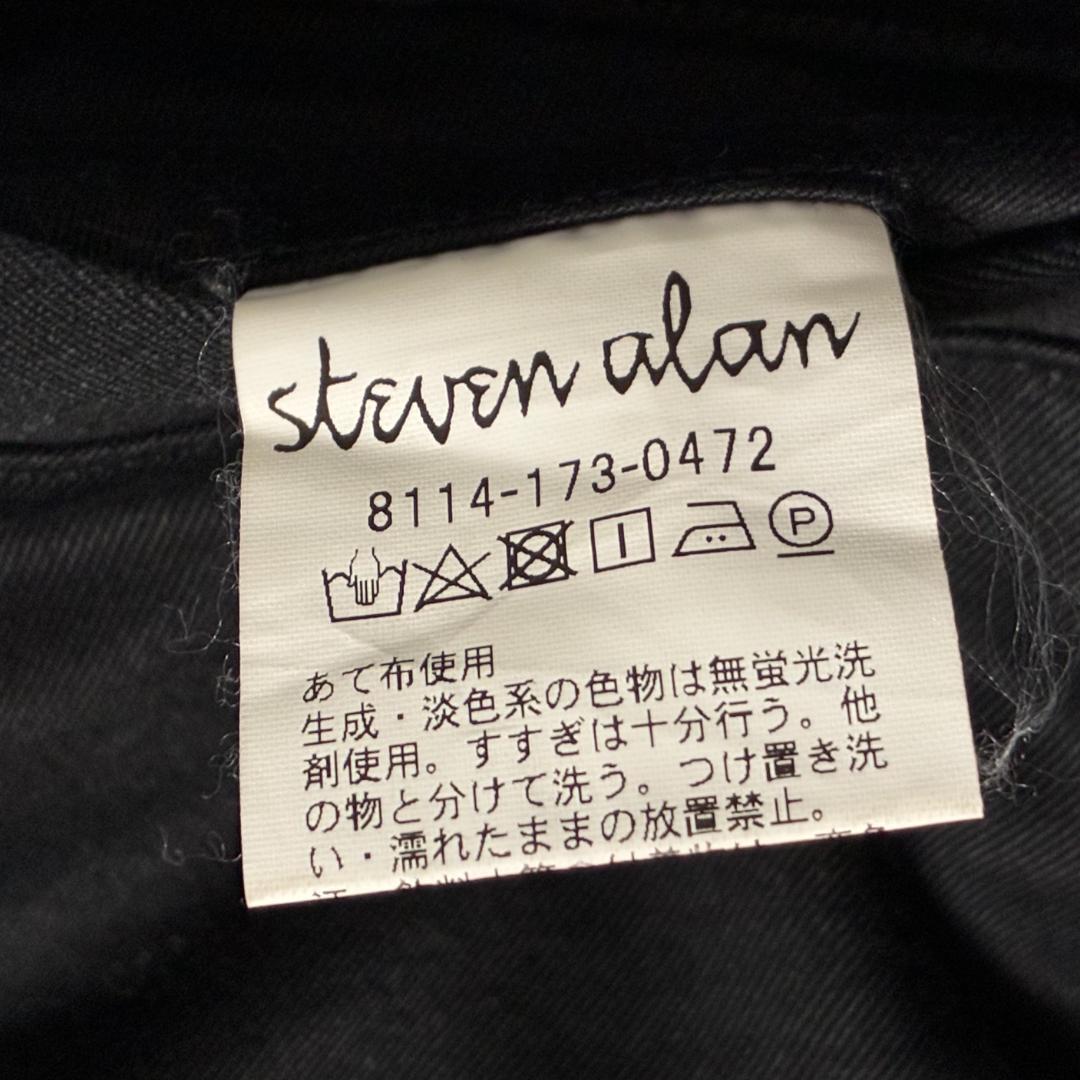 steven alan
8114-173-0472
P
あて布使用
生成・淡色系の色物は無蛍光洗
剤使用。すすぎは十分行う。他
の物と分けて洗う。つけ置き洗
い・濡れたままの放置禁止。